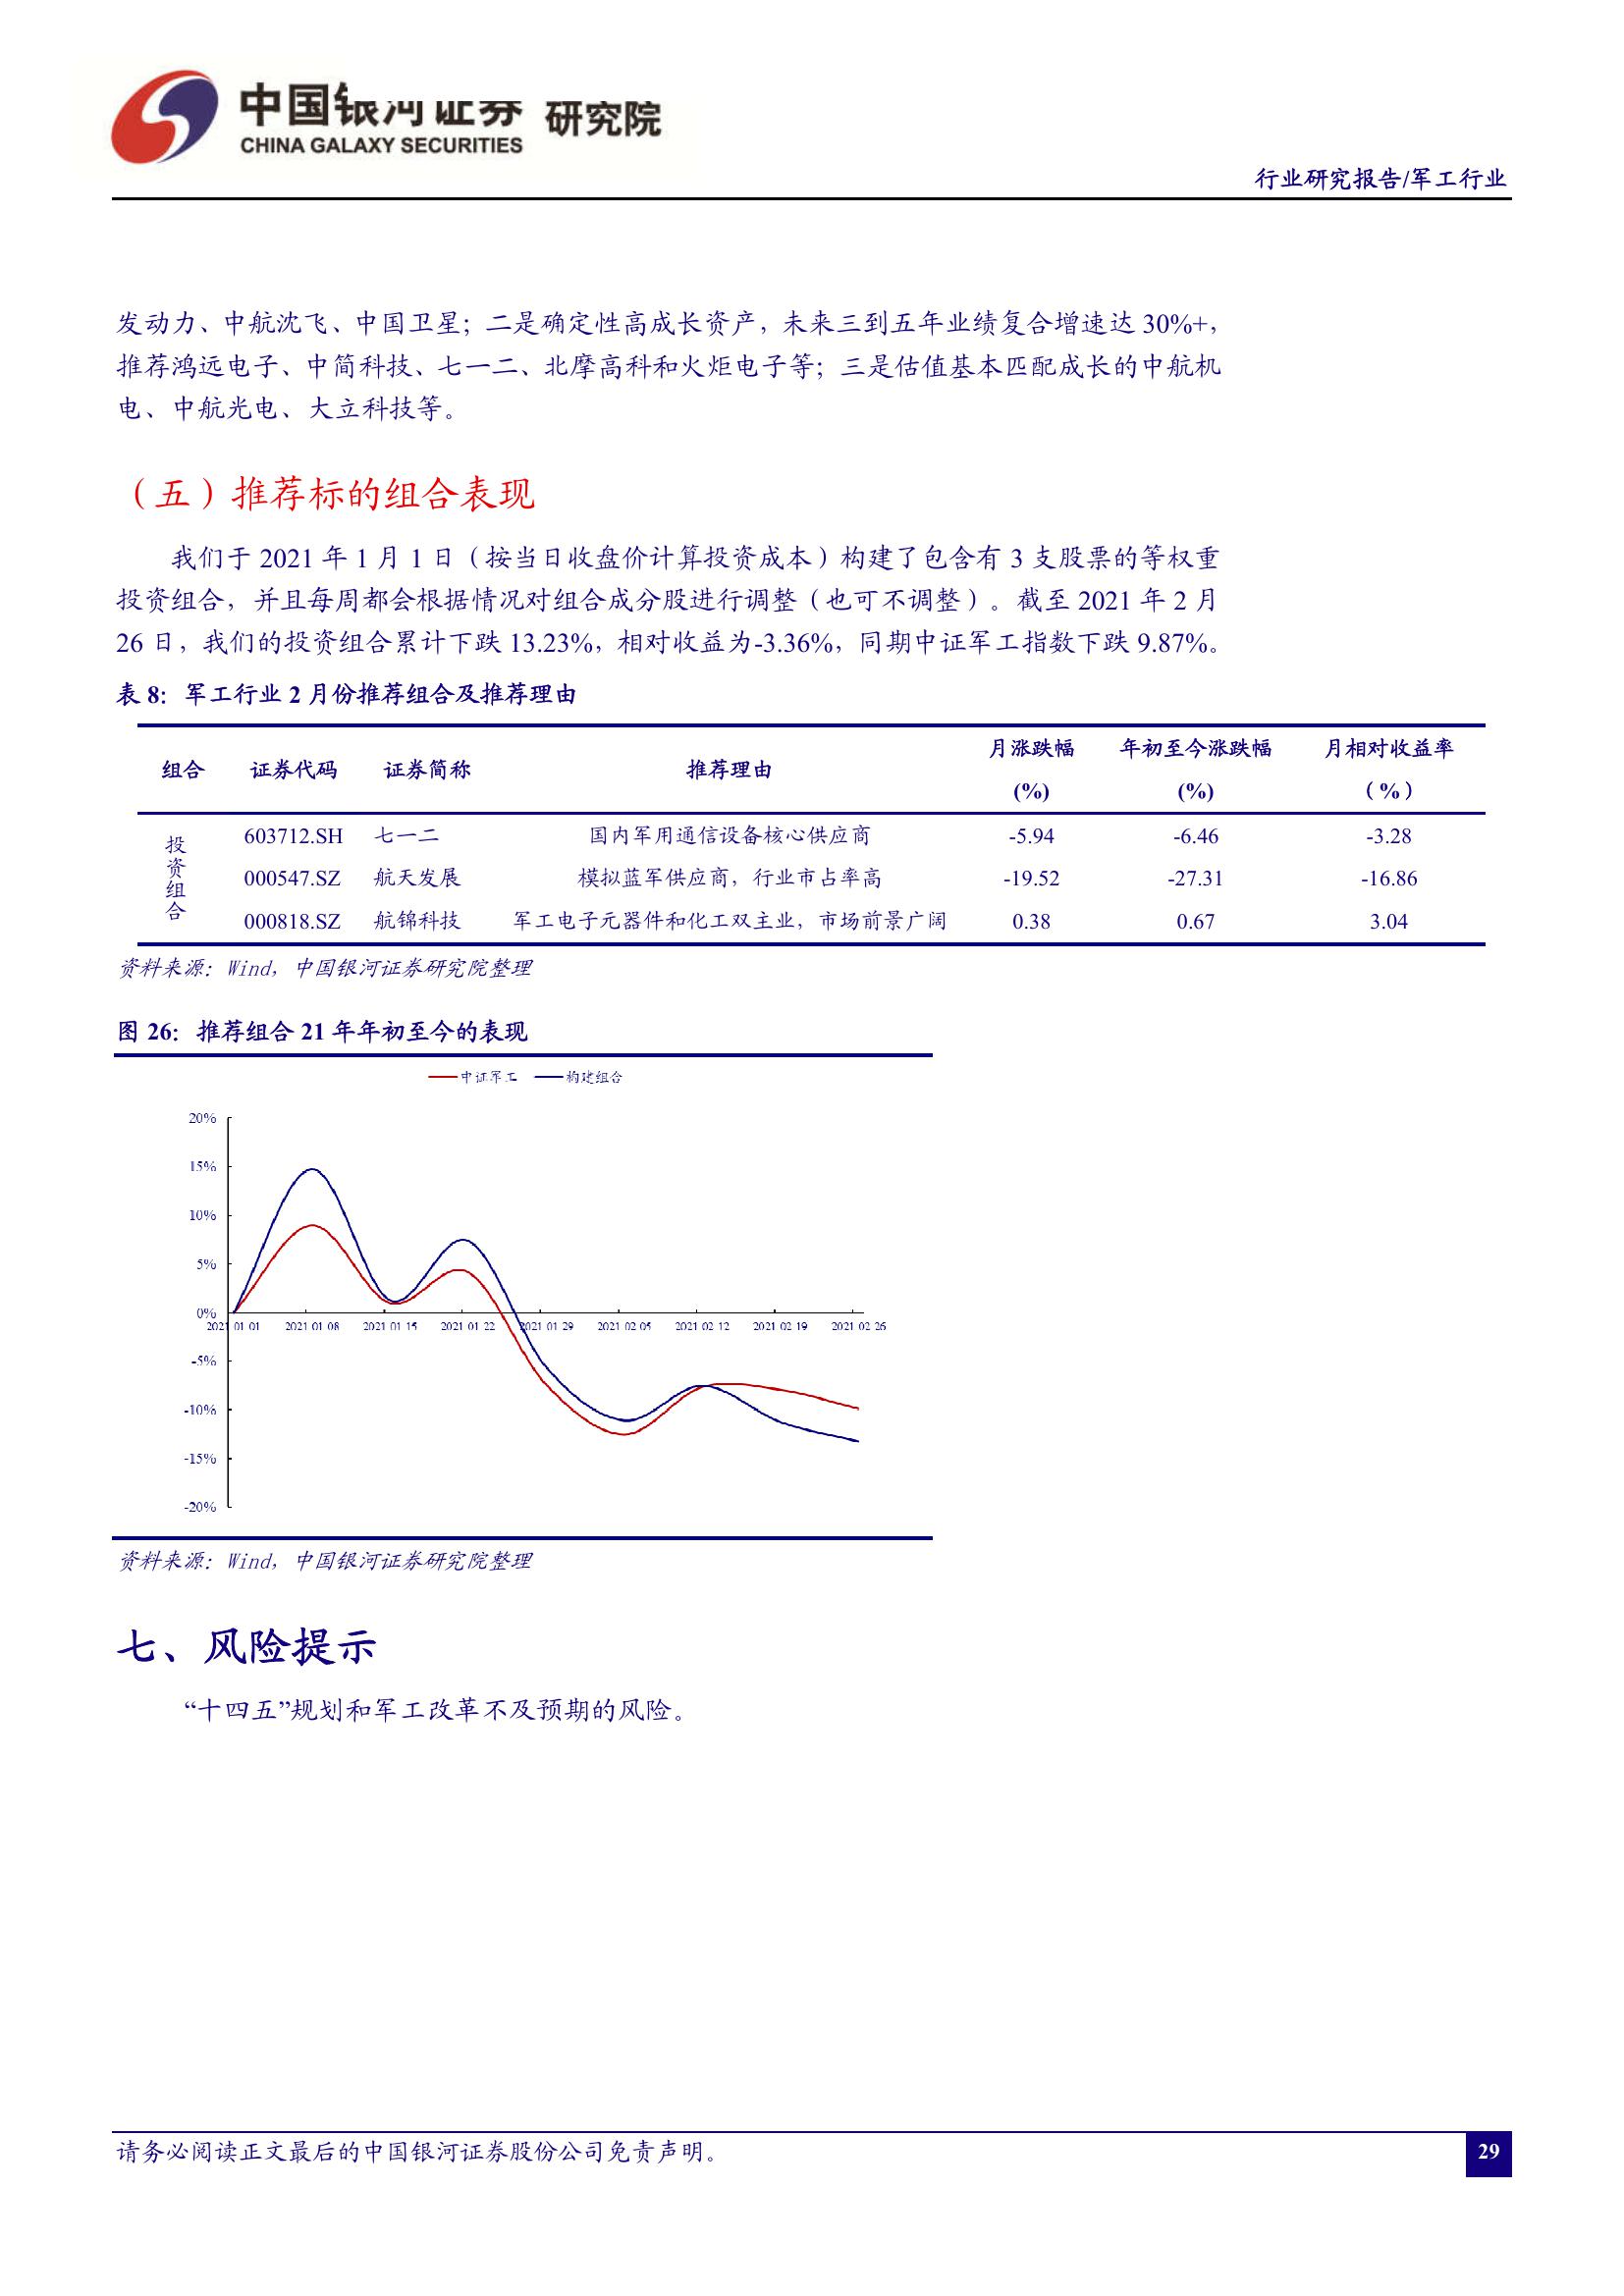 中国银河证券 研究院
CHINA GALAXY SECURITIES
行业研究报告/军工行业
发动力、中航沈飞、中国卫星；二是确定性高成长资产，未来三到五年业绩复合增速达 30%+，
推荐鸿远电子、中简科技、七一二、北摩高科和火炬电子等；三是估值基本匹配成长的中航机
电、中航光电、大立科技等。
（五）推荐标的组合表现
我们于 2021 年 1 月 1 日（按当日收盘价计算投资成本）构建了包含有 3 支股票的等权重
投资组合，并且每周都会根据情况对组合成分股进行调整（也可不调整）。截至 2021 年 2 月
26 日，我们的投资组合累计下跌 13.23%，相对收益为-3.36%，同期中证军工指数下跌 9.87%。
表 8：军工行业 2 月份推荐组合及推荐理由
组合 证券代码 证券简称 推荐理由 月涨跌幅 (%) 年初至今涨跌幅 (%) 月相对收益率 （%）
投资组合
603712.SH 七一二 国内军用通信设备核心供应商 -5.94 -6.46 -3.28
000547.SZ 航天发展 模拟蓝军供应商，行业市占率高 -19.52 -27.31 -16.86
000818.SZ 航锦科技 军工电子元器件和化工双主业，市场前景广阔 0.38 0.67 3.04
资料来源：Wind，中国银河证券研究院整理
图 26：推荐组合 21 年年初至今的表现
中证军工 构建组合
20%
15%
10%
5%
0%
2021-01-01 2021-01-08 2021-01-15 2021-01-22 2021-01-29 2021-02-05 2021-02-12 2021-02-19 2021-02-26
-5%
-10%
-15%
-20%
资料来源：Wind，中国银河证券研究院整理
七、风险提示
“十四五”规划和军工改革不及预期的风险。
请务必阅读正文最后的中国银河证券股份公司免责声明。
29